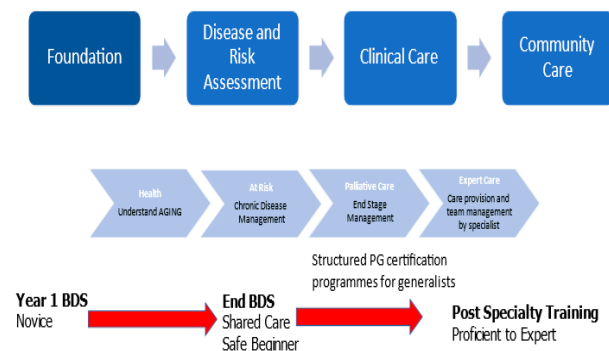 Foundation
Disease and
Risk
Assessment
Clinical Care
Community
Care
Health
Understand AGING
At Risk
Chronic Disease
Management
Palliative Care
End Stage
Management
Expert Care
Care provision and
team management
by specialist
Structured PG certification
programmes for generalists
Year 1 BDS
Novice
End BDS
Shared Care
Safe Beginner
Post Specialty Training
Proficient to Expert